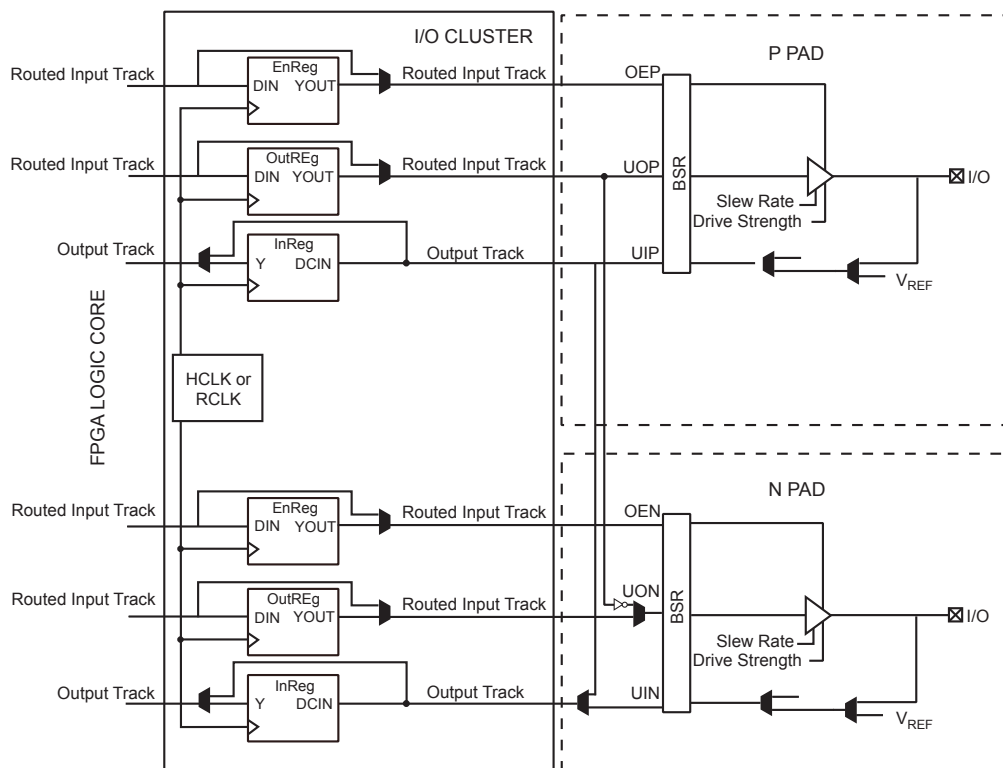 I/O CLUSTER
P PAD
Routed Input Track
EnReg
DIN YOUT
Routed Input Track
OEP
Routed Input Track
OutREg
DIN YOUT
Routed Input Track
UOP
BSR
I/O
Slew Rate
Drive Strength
Output Track
InReg
Y DCIN
Output Track
UIP
VREF
FPGA LOGIC CORE
HCLK or
RCLK
N PAD
Routed Input Track
EnReg
DIN YOUT
Routed Input Track
OEN
Routed Input Track
OutREg
DIN YOUT
Routed Input Track
UON
BSR
I/O
Slew Rate
Drive Strength
Output Track
InReg
Y DCIN
Output Track
UIN
VREF